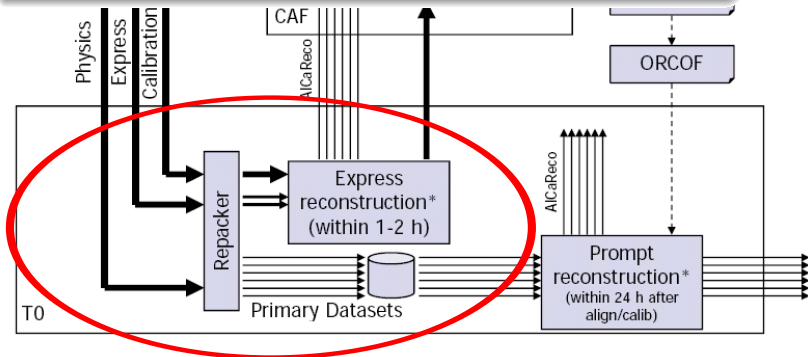 CAF
Physics
Express
Calibration
AlCaReco
ORCOF
Repacker
Express
reconstruction*
(within 1-2 h)
AlCaReco
Prompt
reconstruction*
(within 24 h after
align/calib)
Primary Datasets
T0